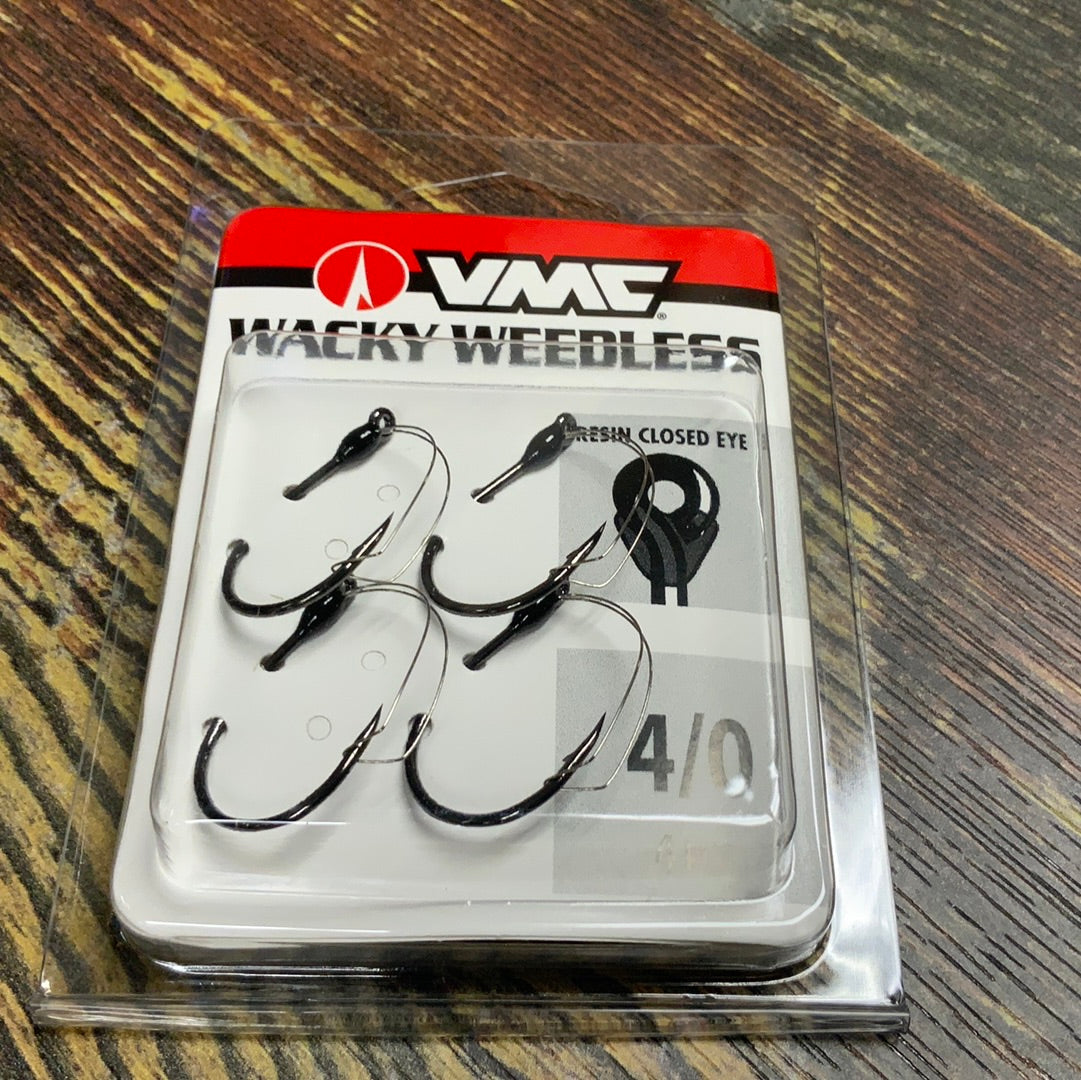 VMC®
WACKY WEEDLESS
RESIN CLOSED EYE
4/0